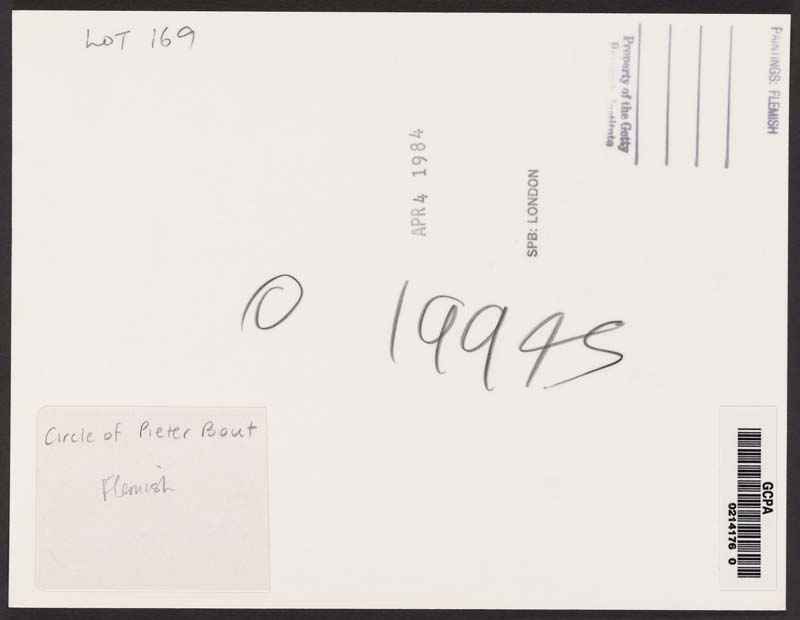 LOT 169
PAINTINGS: FLEMISH
Property of the Getty
Institute
APR 4 1984
SPB: LONDON
19945
Circle of Pieter Bout
Flemish
GCPA
0214176 0